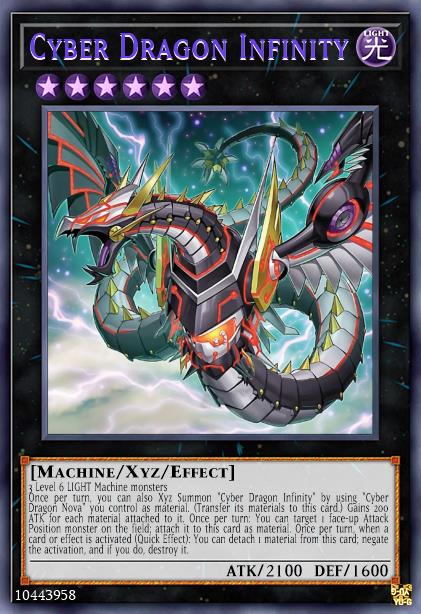 CYBER DRAGON INFINITY
LIGHT
光
[MACHINE/XYZ/EFFECT]
3 Level 6 LIGHT Machine monsters
Once per turn, you can also Xyz Summon "Cyber Dragon Infinity" by using "Cyber
Dragon Nova" you control as material. (Transfer its materials to this card.) Gains 200
ATK for each material attached to it. Once per turn: You can target 1 face-up Attack
Position monster on the field; attach it to this card as material. Once per turn, when a
card or effect is activated (Quick Effect): You can detach 1 material from this card; negate
the activation, and if you do, destroy it.
ATK/2100 DEF/1600
10443958